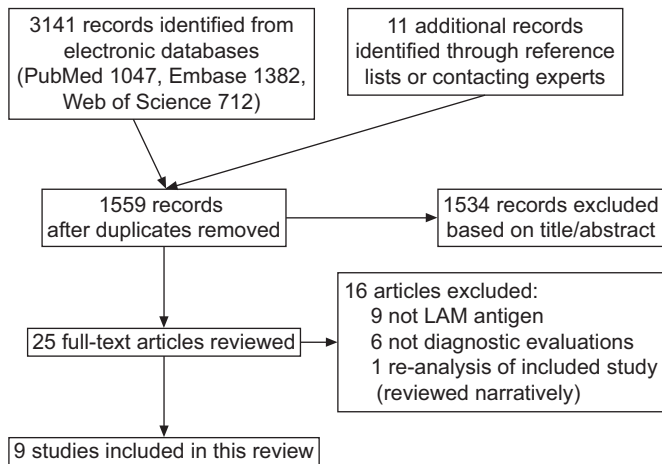 3141 records identified from
electronic databases
(PubMed 1047, Embase 1382,
Web of Science 712)
11 additional records
identified through reference
lists or contacting experts
1559 records
after duplicates removed
1534 records excluded
based on title/abstract
25 full-text articles reviewed
16 articles excluded:
9 not LAM antigen
6 not diagnostic evaluations
1 re-analysis of included study
(reviewed narratively)
9 studies included in this review